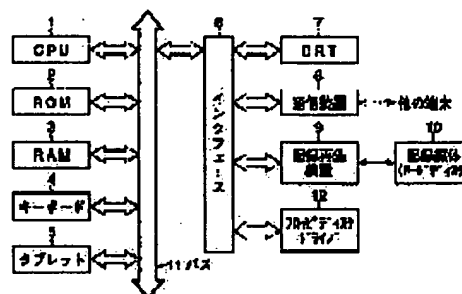 1
CPU
2
ROM
3
RAM
4
キーボード
5
タブレット
6
インタフェース
7
CRT
8
通信装置
他の端末
9
記録再生
装置
10
記録媒体
(ハードディスク)
12
フロッピディスク
ドライバ
11 バス